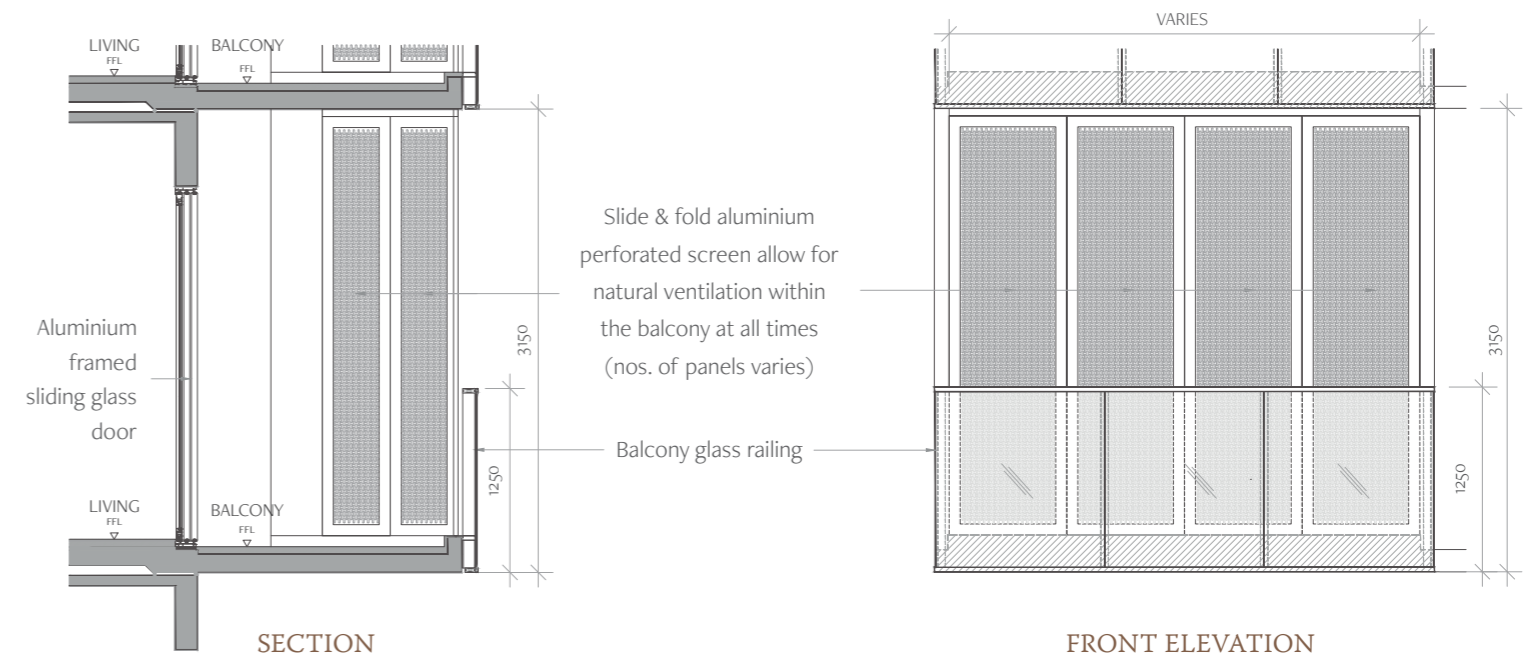 VARIES
LIVING
FFL
BALCONY
FFL
Slide & fold aluminium
perforated screen allow for
natural ventilation within
the balcony at all times
(nos. of panels varies)
Aluminium
framed
sliding glass
door
3150
3150
Balcony glass railing
1250
1250
LIVING
FFL
BALCONY
FFL
SECTION
FRONT ELEVATION